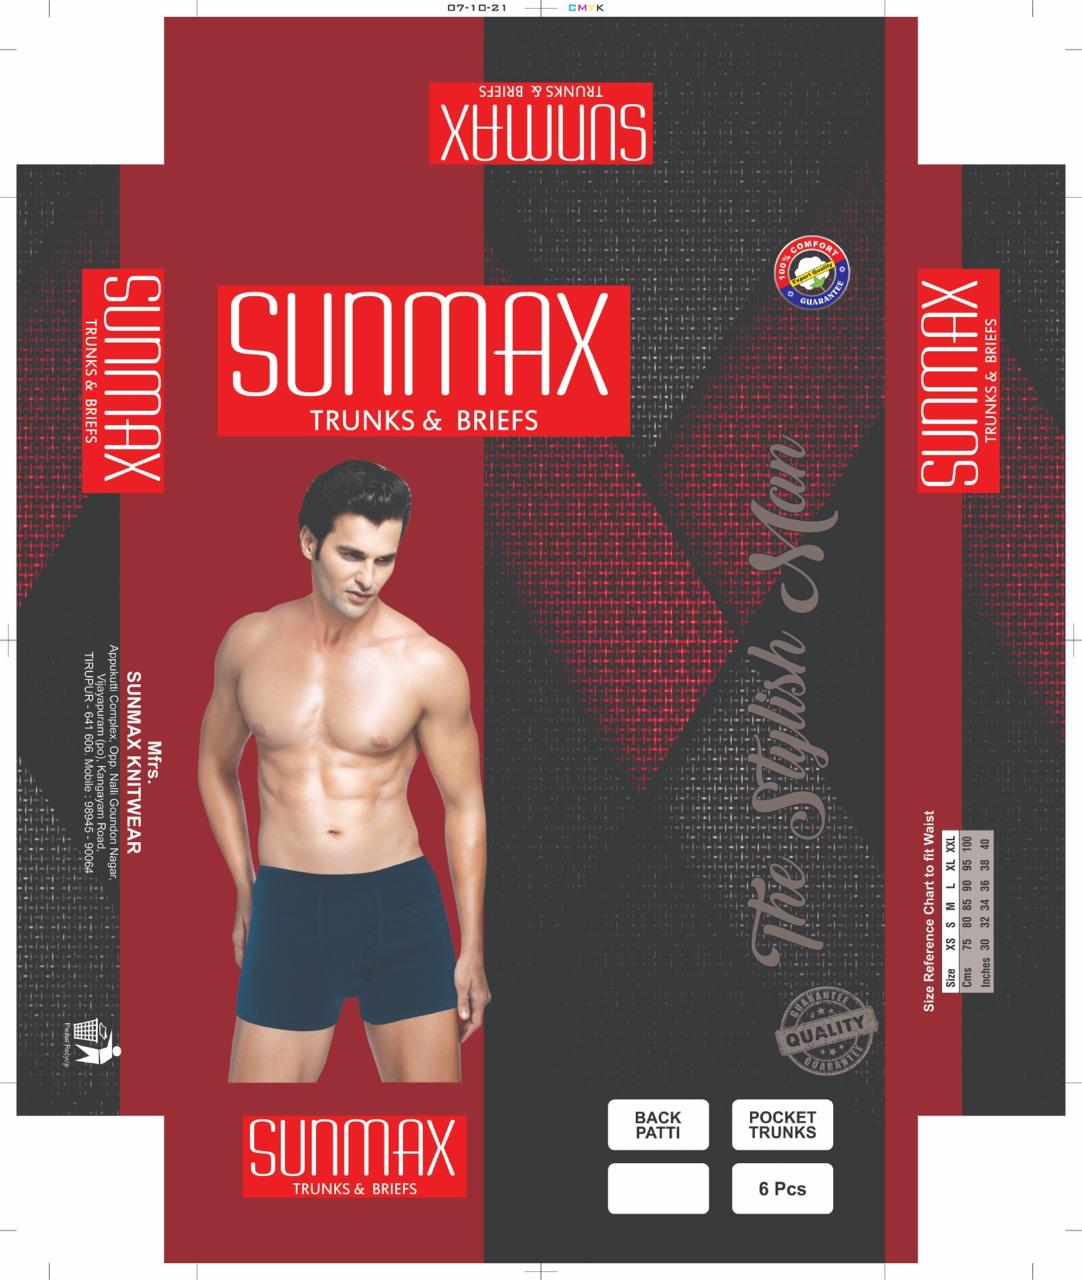 07-10-21
CMYK
SUNMAX
TRUNKS & BRIEFS
SUNMAX
TRUNKS & BRIEFS
100% COMFORT
Export Quality
GUARANTEE
SUNMAX
TRUNKS & BRIEFS
SUNMAX
TRUNKS & BRIEFS
The Stylish Man
Mfrs.
SUNMAX KNITWEAR
Appukutti Complex, Opp. Nalli Goundon Nagar,
Vijayapuram (po), Kangayam Road,
TIRUPUR - 641 606. Mobile : 98945 - 90064
Please Recycle
Size Reference Chart to fit Waist
Size XS S M L XL XXL
Cms 75 80 85 90 95 100
Inches 30 32 34 36 38 40
GUARANTEE
QUALITY
GUARANTEE
SUNMAX
TRUNKS & BRIEFS
BACK
PATTI
POCKET
TRUNKS
6 Pcs